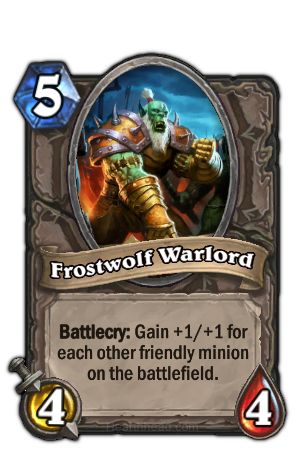 5
Frostwolf Warlord
Battlecry: Gain +1/+1 for
each other friendly minion
on the battlefield.
4
4